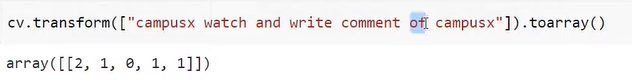 cv.transform(["campusx watch and write comment of campusx"]).toarray()
array([[2, 1, 0, 1, 1]])